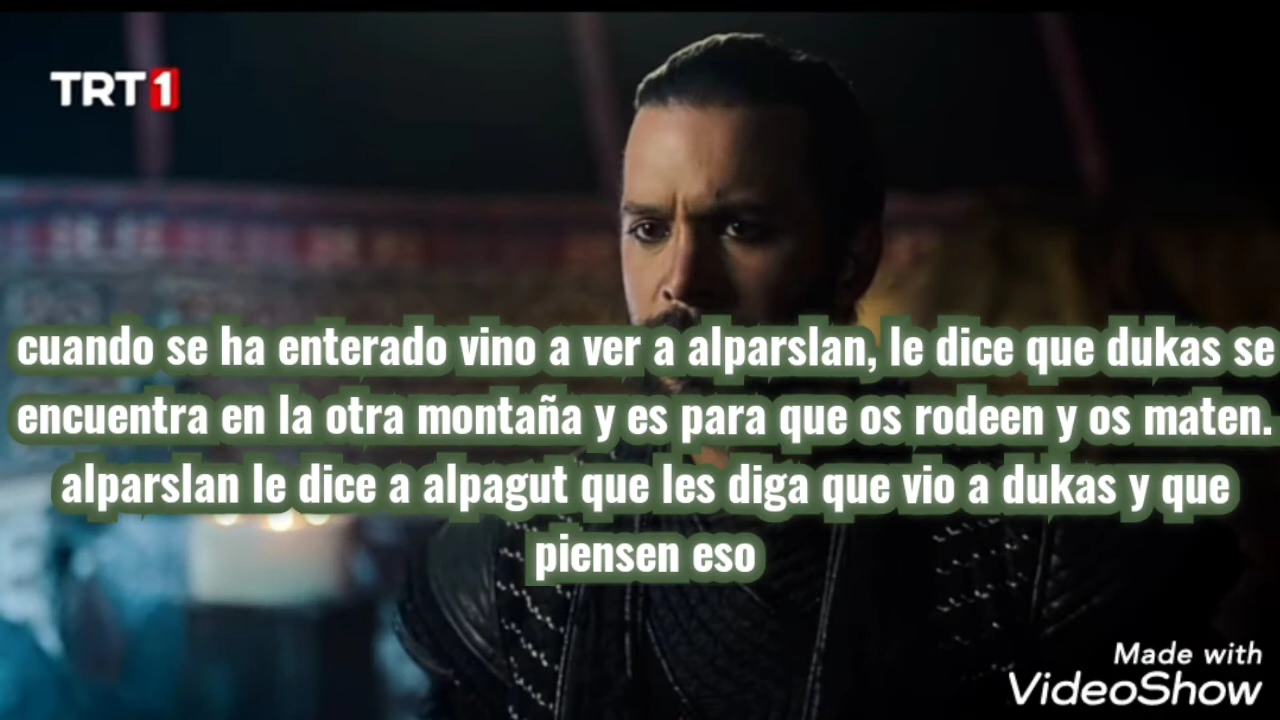 TRT 1
cuando se ha enterado vino a ver a alparslan, le dice que dukas se
encuentra en la otra montaña y es para que os rodeen y os maten.
alparslan le dice a alpagut que les diga que vio a dukas y que
piensen eso
Made with
VideoShow